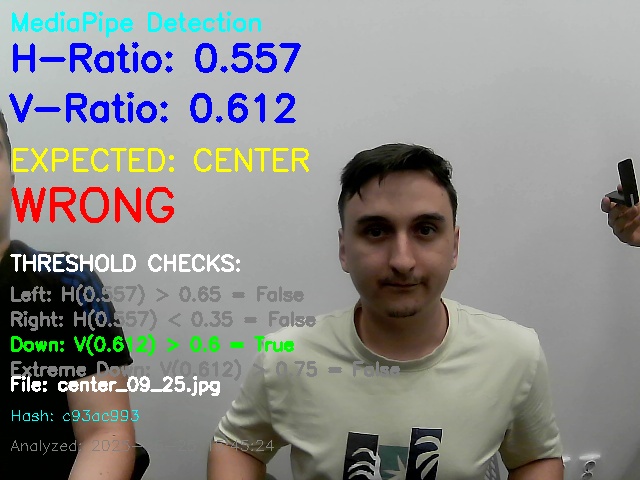 MediaPipe Detection
H-Ratio: 0.557
V-Ratio: 0.612
EXPECTED: CENTER
WRONG
THRESHOLD CHECKS:
Left: H(0.557) > 0.65 = False
Right: H(0.557) < 0.35 = False
Down: V(0.612) > 0.6 = True
Extreme Down: V(0.612) > 0.75 = False
File: center_09_25.jpg
Hash: c93ac993
Analyzed: 45:24